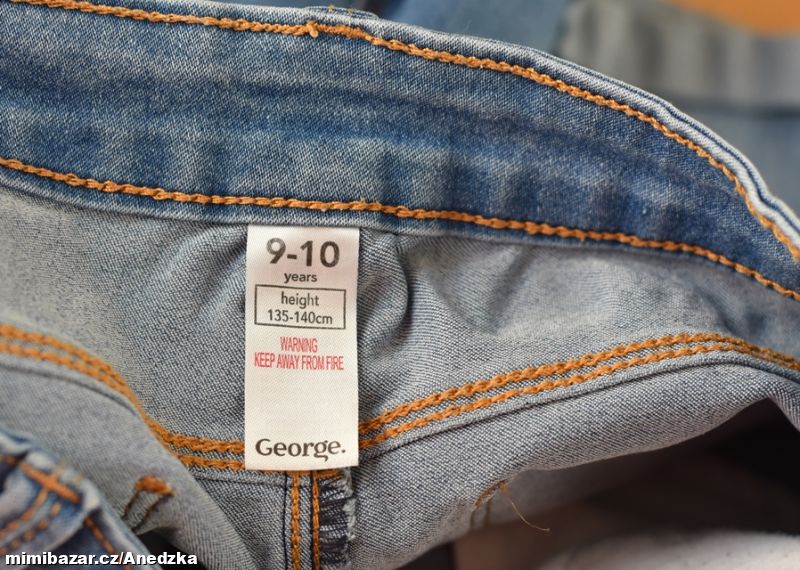 9-10
years
height
135-140cm
WARNING
KEEP AWAY FROM FIRE
George.
mimibazar.cz/Anedzka